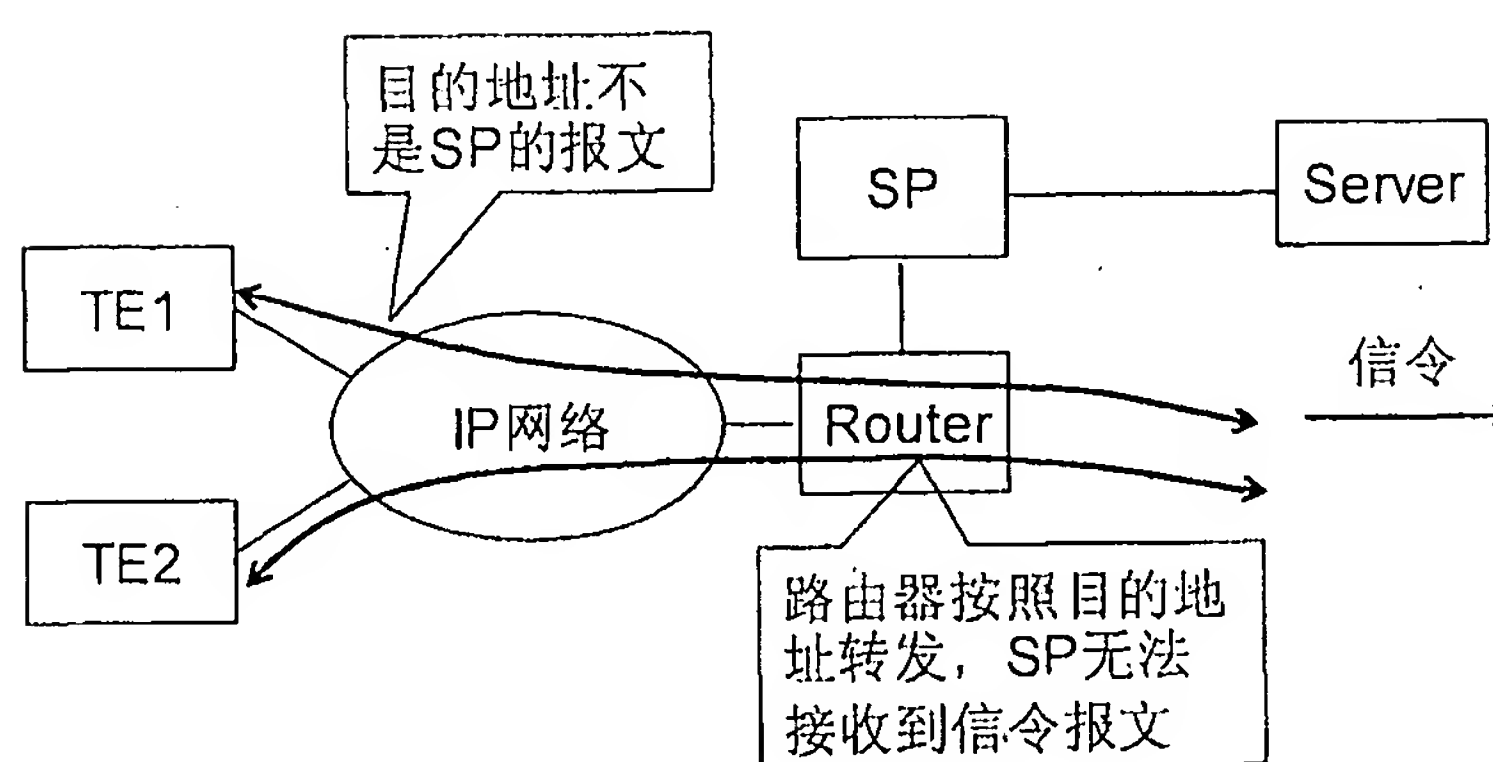 目的地址不
是SP的报文
SP
Server
TE1
信令
IP网络
Router
TE2
路由器按照目的地
址转发，SP无法
接收到信令报文